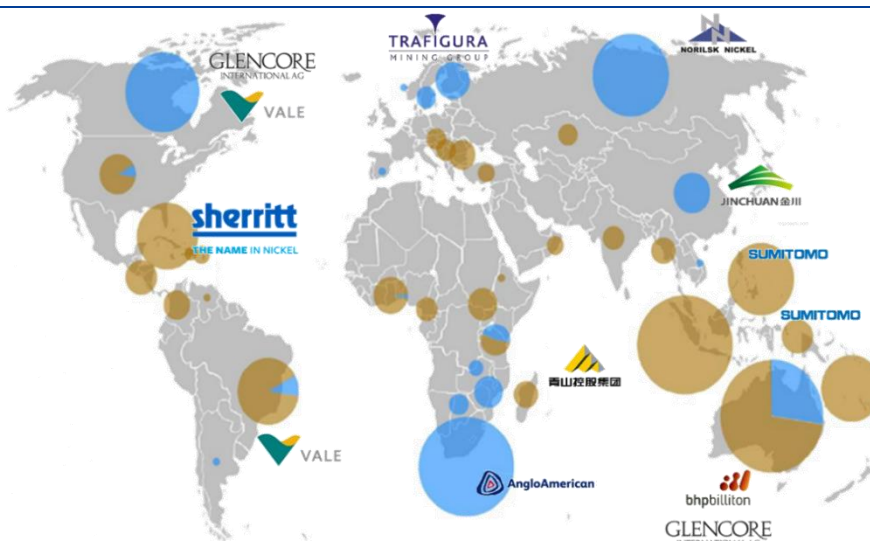 TRAFIGURA
MINING GROUP
NORILSK NICKEL
GLENCORE
INTERNATIONAL AG
VALE
JINCHUAN 金川
sherritt
THE NAME IN NICKEL
SUMITOMO
SUMITOMO
青山控股集团
VALE
AngloAmerican
bhpbilliton
GLENCORE